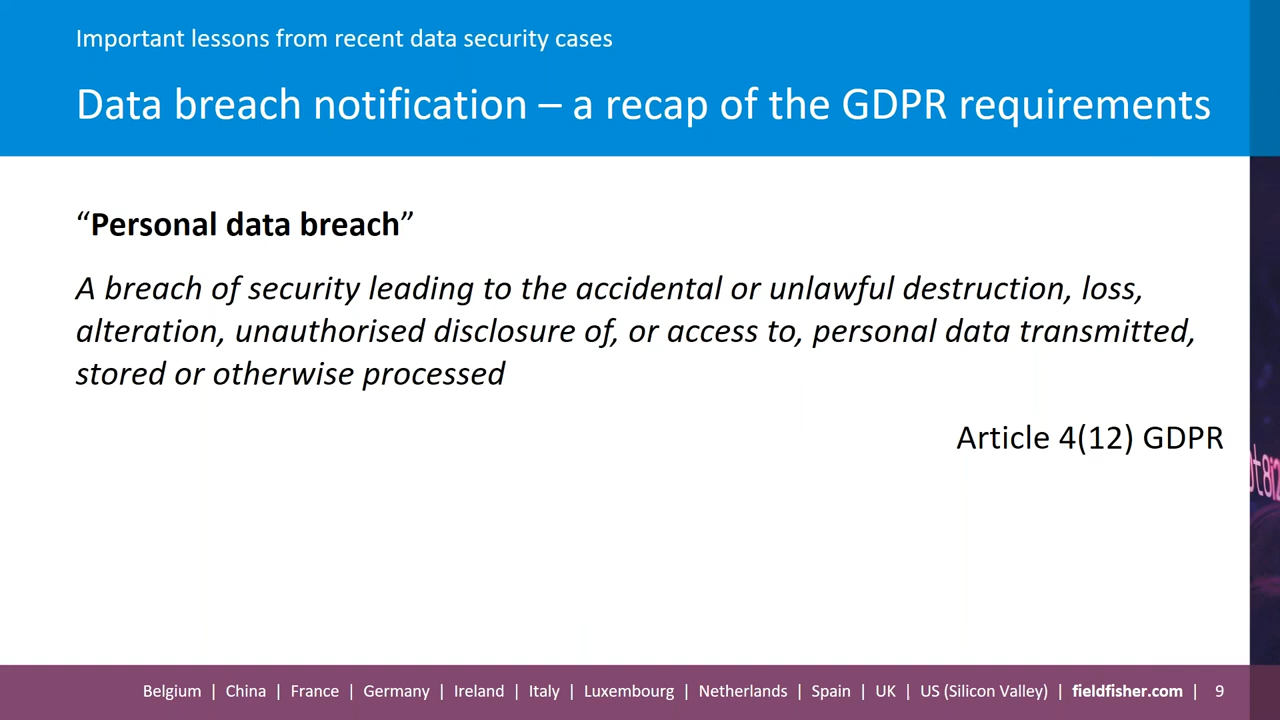 Important lessons from recent data security cases
Data breach notification – a recap of the GDPR requirements
“Personal data breach”
A breach of security leading to the accidental or unlawful destruction, loss,
alteration, unauthorised disclosure of, or access to, personal data transmitted,
stored or otherwise processed
Article 4(12) GDPR
Belgium | China | France | Germany | Ireland | Italy | Luxembourg | Netherlands | Spain | UK | US (Silicon Valley) | fieldfisher.com | 9